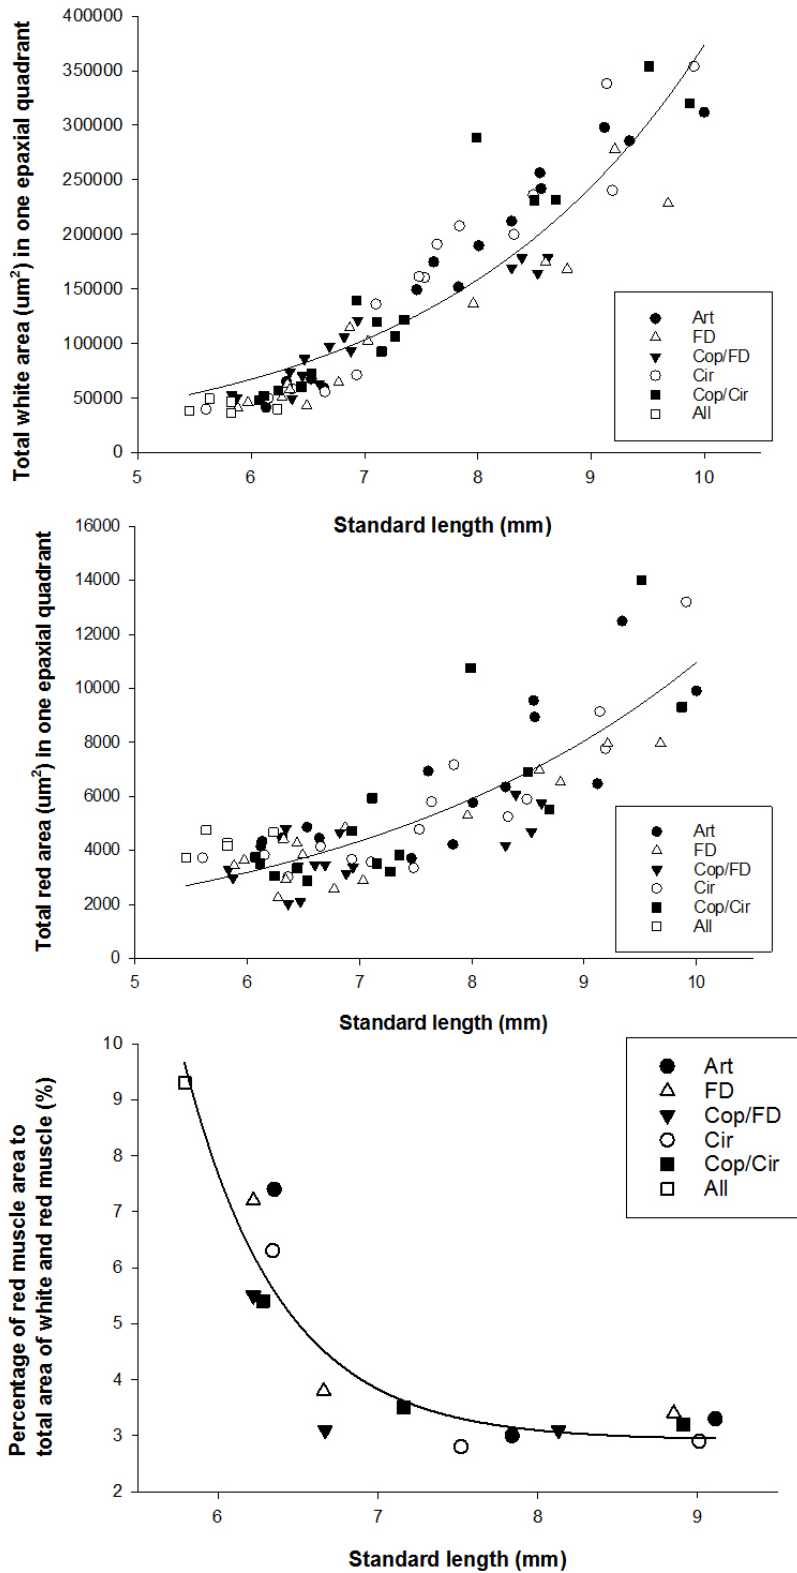 Total white area (um²) in one epaxial quadrant
400000
350000
300000
250000
200000
150000
100000
50000
0
5 6 7 8 9 10
Standard length (mm)
Art
FD
Cop/FD
Cir
Cop/Cir
All
Total red area (um²) in one epaxial quadrant
16000
14000
12000
10000
8000
6000
4000
2000
0
5 6 7 8 9 10
Standard length (mm)
Art
FD
Cop/FD
Cir
Cop/Cir
All
Percentage of red muscle area to
total area of white and red muscle (%)
10
9
8
7
6
5
4
3
2
6 7 8 9
Standard length (mm)
Art
FD
Cop/FD
Cir
Cop/Cir
All